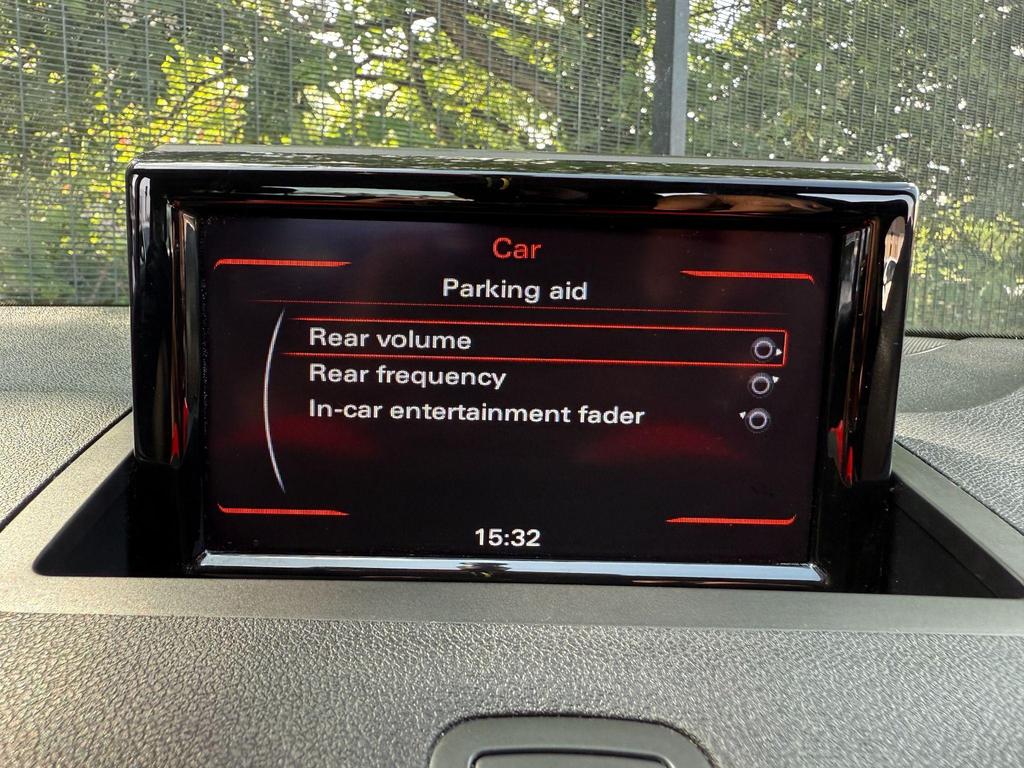 Car
Parking aid
Rear volume
Rear frequency
In-car entertainment fader
15:32